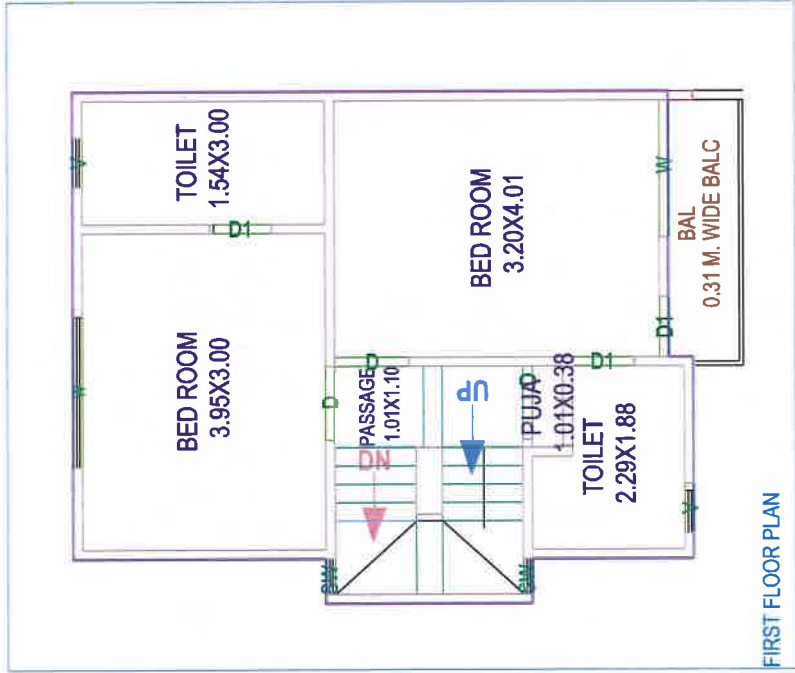 V
TOILET
1.54X3.00
D1
W
BED ROOM
3.95X3.00
D
D
PASSAGE
1.01X1.10
BED ROOM
3.20X4.01
W
BAL
0.31 M. WIDE BALC
D1
D1
UP
DN
D
PUJA
1.01X0.38
TOILET
2.29X1.88
V
SW
SW
FIRST FLOOR PLAN